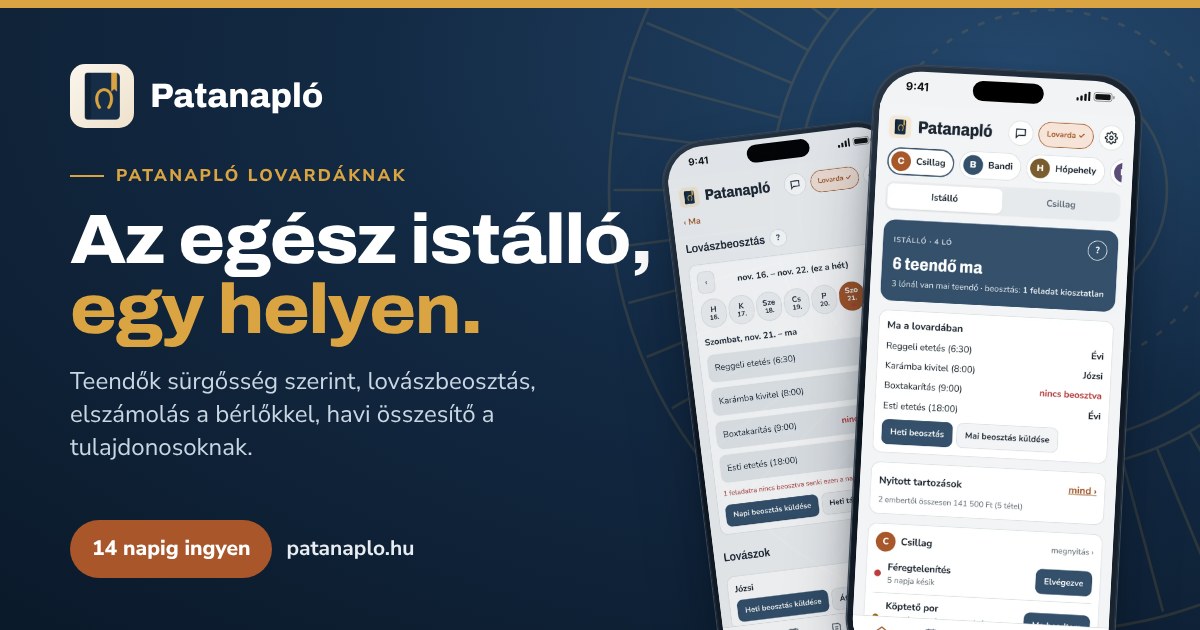 Patanapló
PATANAPLÓ LOVARDÁKNAK
Az egész istálló,
egy helyen.
Teendők sürgősség szerint, lovászbeosztás,
elszámolás a bérlőkkel, havi összesítő a
tulajdonosoknak.
14 napig ingyen
patanaplo.hu
9:41
Patanapló
Lovarda ✓
‹ Ma
Lovászbeosztás ?
‹ nov. 16. – nov. 22. (ez a hét)
H 16. K 17. Sze 18. Cs 19. P 20. Szo 21.
Szombat, nov. 21. – ma
Reggeli etetés (6:30)
Karámba kivitel (8:00)
Boxtakarítás (9:00)
Esti etetés (18:00)
1 feladatra nincs beosztva senki ezen a
Napi beosztás küldése
Heti
Lovászok
Józsi
Heti beosztás küldése
9:41
Patanapló
Lovarda ✓
C Csillag
B Bandi
H Hópehely
Istálló
Csillag
ISTÁLLÓ · 4 LÓ
?
6 teendő ma
3 lónál van mai teendő · beosztás: 1 feladat kiosztatlan
Ma a lovardában
Reggeli etetés (6:30) Évi
Karámba kivitel (8:00) Józsi
Boxtakarítás (9:00) nincs beosztva
Esti etetés (18:00) Évi
Heti beosztás
Mai beosztás küldése
Nyitott tartozások
mind ›
2 embertől összesen 141 500 Ft (5 tétel)
C Csillag
megnyitás ›
Féregtelenítés
5 napja késik
Elvégezve
Köptető por